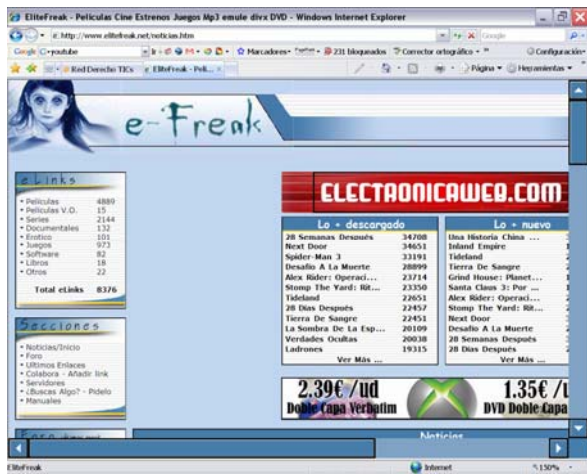 EliteFreak - Peliculas Cine Estrenos Juegos Mp3 emule divx DVD - Windows Internet Explorer
http://www.elitefreak.net/noticias.htm
Google
Google youtube
Marcadores
231 bloqueados
Corrector ortográfico
Configuración
Red Derecho TICs
EliteFreak - Peli...
Página
Herramientas
e-Freak
eLinks
• Peliculas 4889
• Peliculas V.O. 15
• Series 2144
• Documentales 132
• Erotico 101
• Juegos 973
• Software 82
• Libros 18
• Otros 22
Total eLinks 8376
Secciones
• Noticias/Inicio
• Foro
• Ultimos Enlaces
• Colabora - Añadir link
• Servidores
• ¿Buscas Algo? - Pidelo
• Manuales
ELECTRONICAWEB.COM
Lo + descargado
28 Semanas Después 34708
Next Door 34651
Spider-Man 3 33191
Desafio A La Muerte 28899
Alex Rider: Operaci... 23714
Stomp The Yard: Rit... 23350
Tideland 22651
28 Dias Después 22457
Tierra De Sangre 22451
La Sombra De La Esp... 20109
Verdades Ocultas 20038
Ladrones 19315
Ver Más ...
Lo + nuevo
Una Historia China ...
Inland Empire
Tideland
Tierra De Sangre
Grind House: Planet...
Santa Claus 3: Por ...
Alex Rider: Operaci...
Stomp The Yard: Rit...
Next Door
Desafio A La Muerte
28 Semanas Después
28 Dias Después
Ver Más ...
2.39€ /ud
Doble Capa Verbatim
1.35€ /u
DVD Doble Capa
Noticias
EliteFreak
Internet
150%